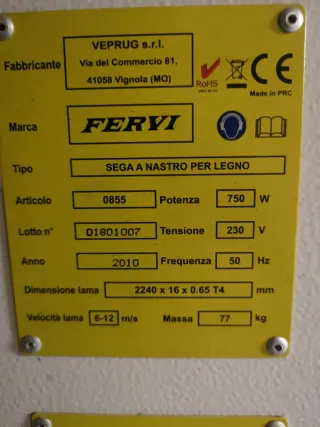 Fabbricante VEPRUG s.r.l.
Via del Commercio 81,
41058 Vignola (MO)
RoHS
CE
Made in PRC
Marca FERVI
Tipo SEGA A NASTRO PER LEGNO
Articolo 0855 Potenza 750 W
Lotto n° D1801007 Tensione 230 V
Anno 2010 Frequenza 50 Hz
Dimensione lama 2240 x 16 x 0.65 T4 mm
Velocità lama 6-12 m/s Massa 77 kg